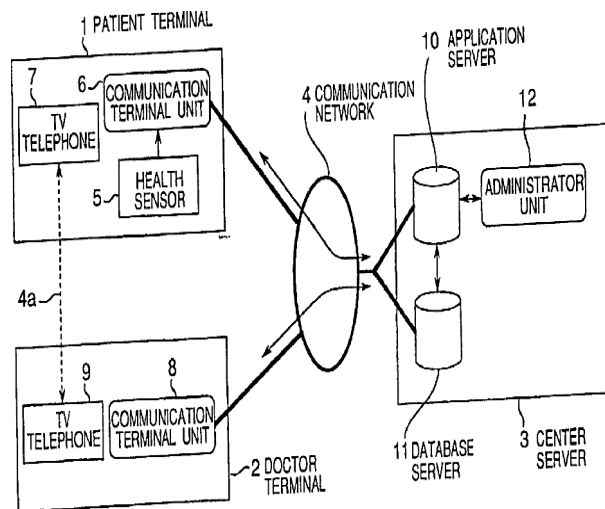 1 PATIENT TERMINAL
7
TV
TELEPHONE
6
COMMUNICATION
TERMINAL UNIT
5
HEALTH
SENSOR
4 COMMUNICATION
NETWORK
10 APPLICATION
SERVER
12
ADMINISTRATOR
UNIT
4a
9
TV
TELEPHONE
8
COMMUNICATION
TERMINAL UNIT
2 DOCTOR
TERMINAL
11 DATABASE
SERVER
3 CENTER
SERVER